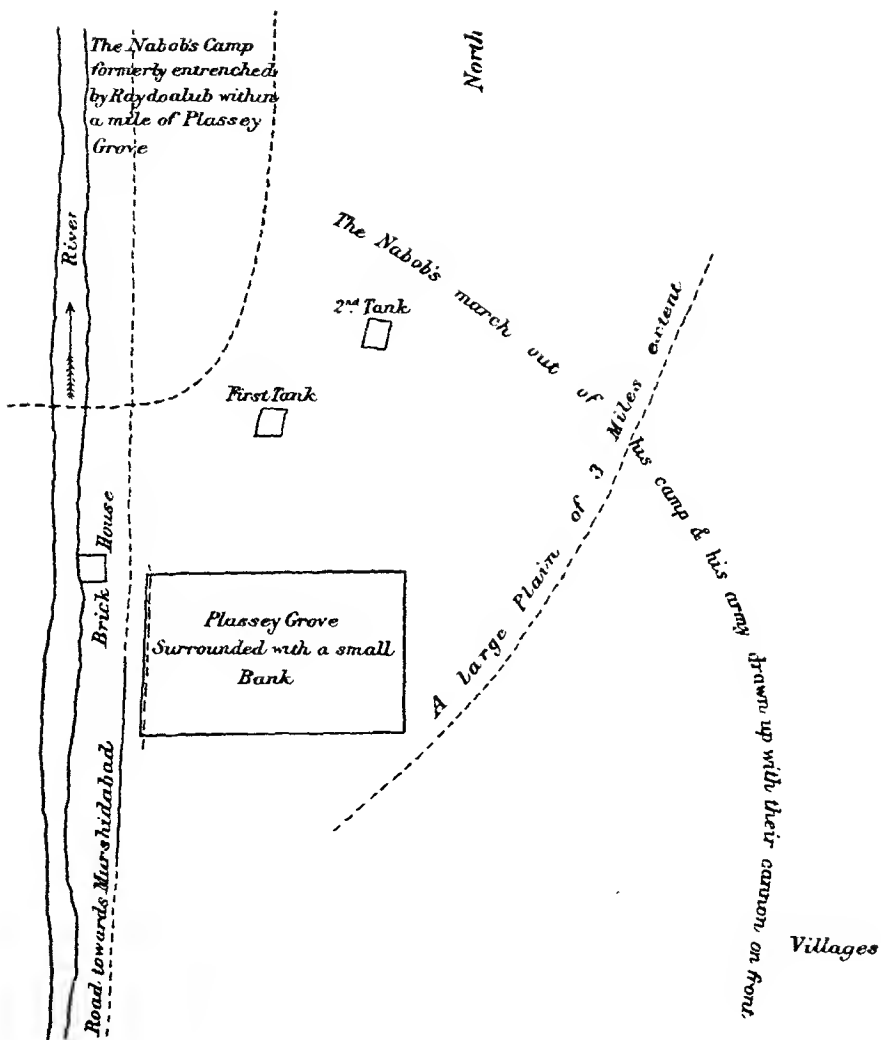 The Nabob's Camp
formerly entrenched
by Raydoalub within
a mile of Plassey
Grove
North
River
The Nabob's march out of his camp & his army drawn up with their cannon on front.
2nd Tank
First Tank
A large Plain of 3 Miles extent
Brick House
Plassey Grove
Surrounded with a small
Bank
Road towards Murshidabad
Villages